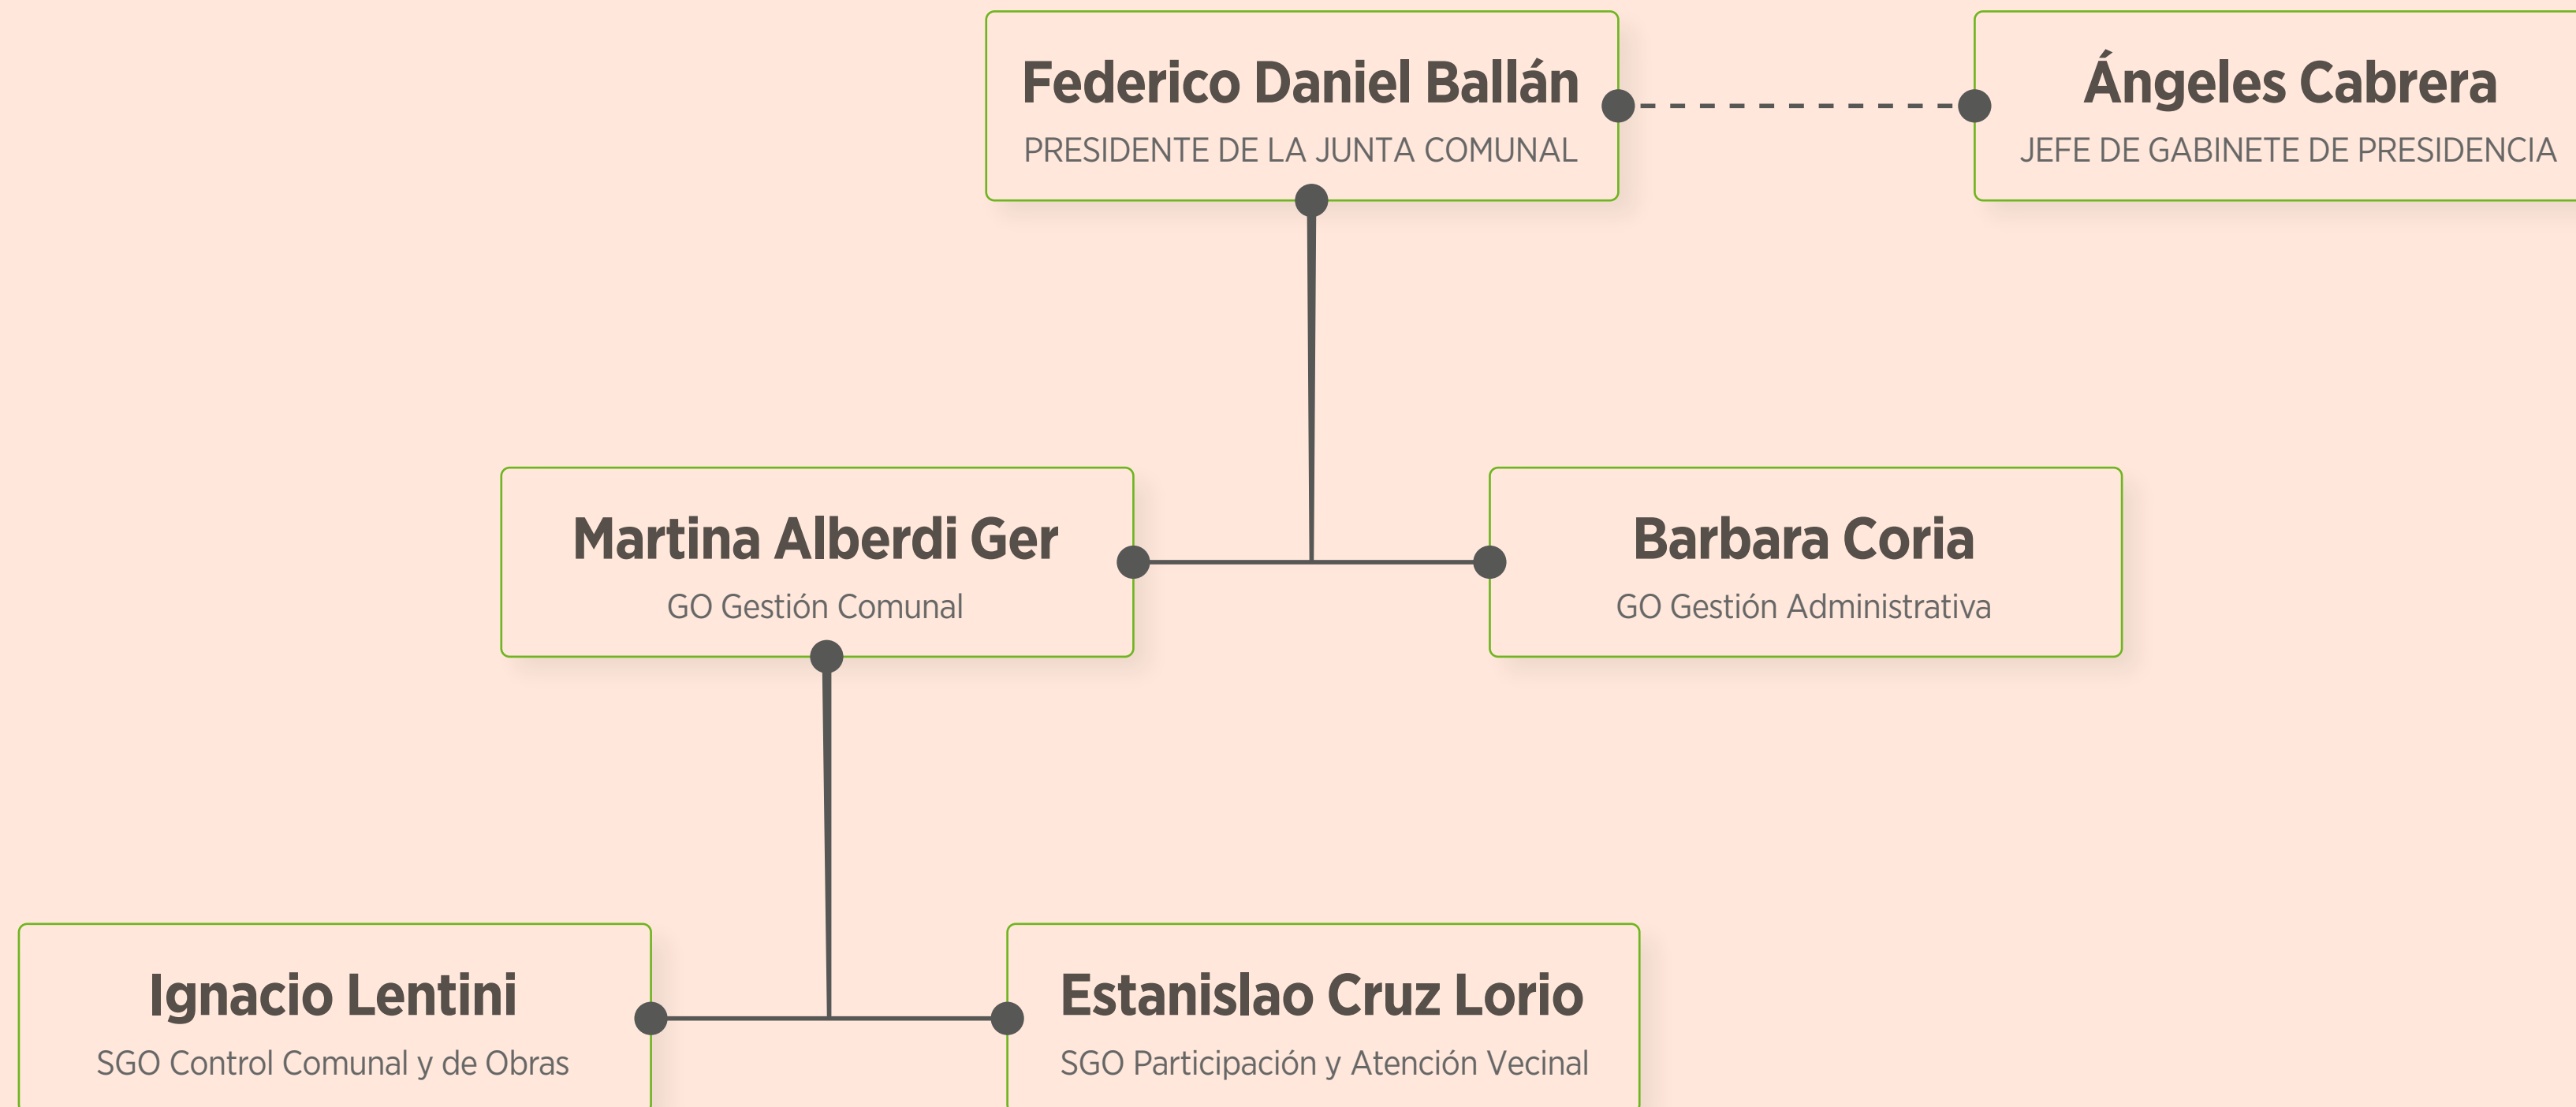 Federico Daniel Ballán
PRESIDENTE DE LA JUNTA COMUNAL
Ángeles Cabrera
JEFE DE GABINETE DE PRESIDENCIA
Martina Alberdi Ger
GO Gestión Comunal
Barbara Coria
GO Gestión Administrativa
Ignacio Lentini
SGO Control Comunal y de Obras
Estanislao Cruz Lorio
SGO Participación y Atención Vecinal